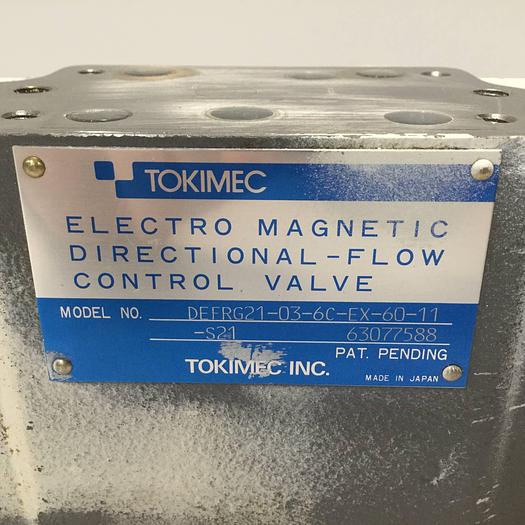 TOKIMEC
ELECTRO MAGNETIC
DIRECTIONAL-FLOW
CONTROL VALVE
MODEL NO. DEFRG21-03-6C-EX-60-11
-S21 63077588
PAT. PENDING
TOKIMEC INC.
MADE IN JAPAN